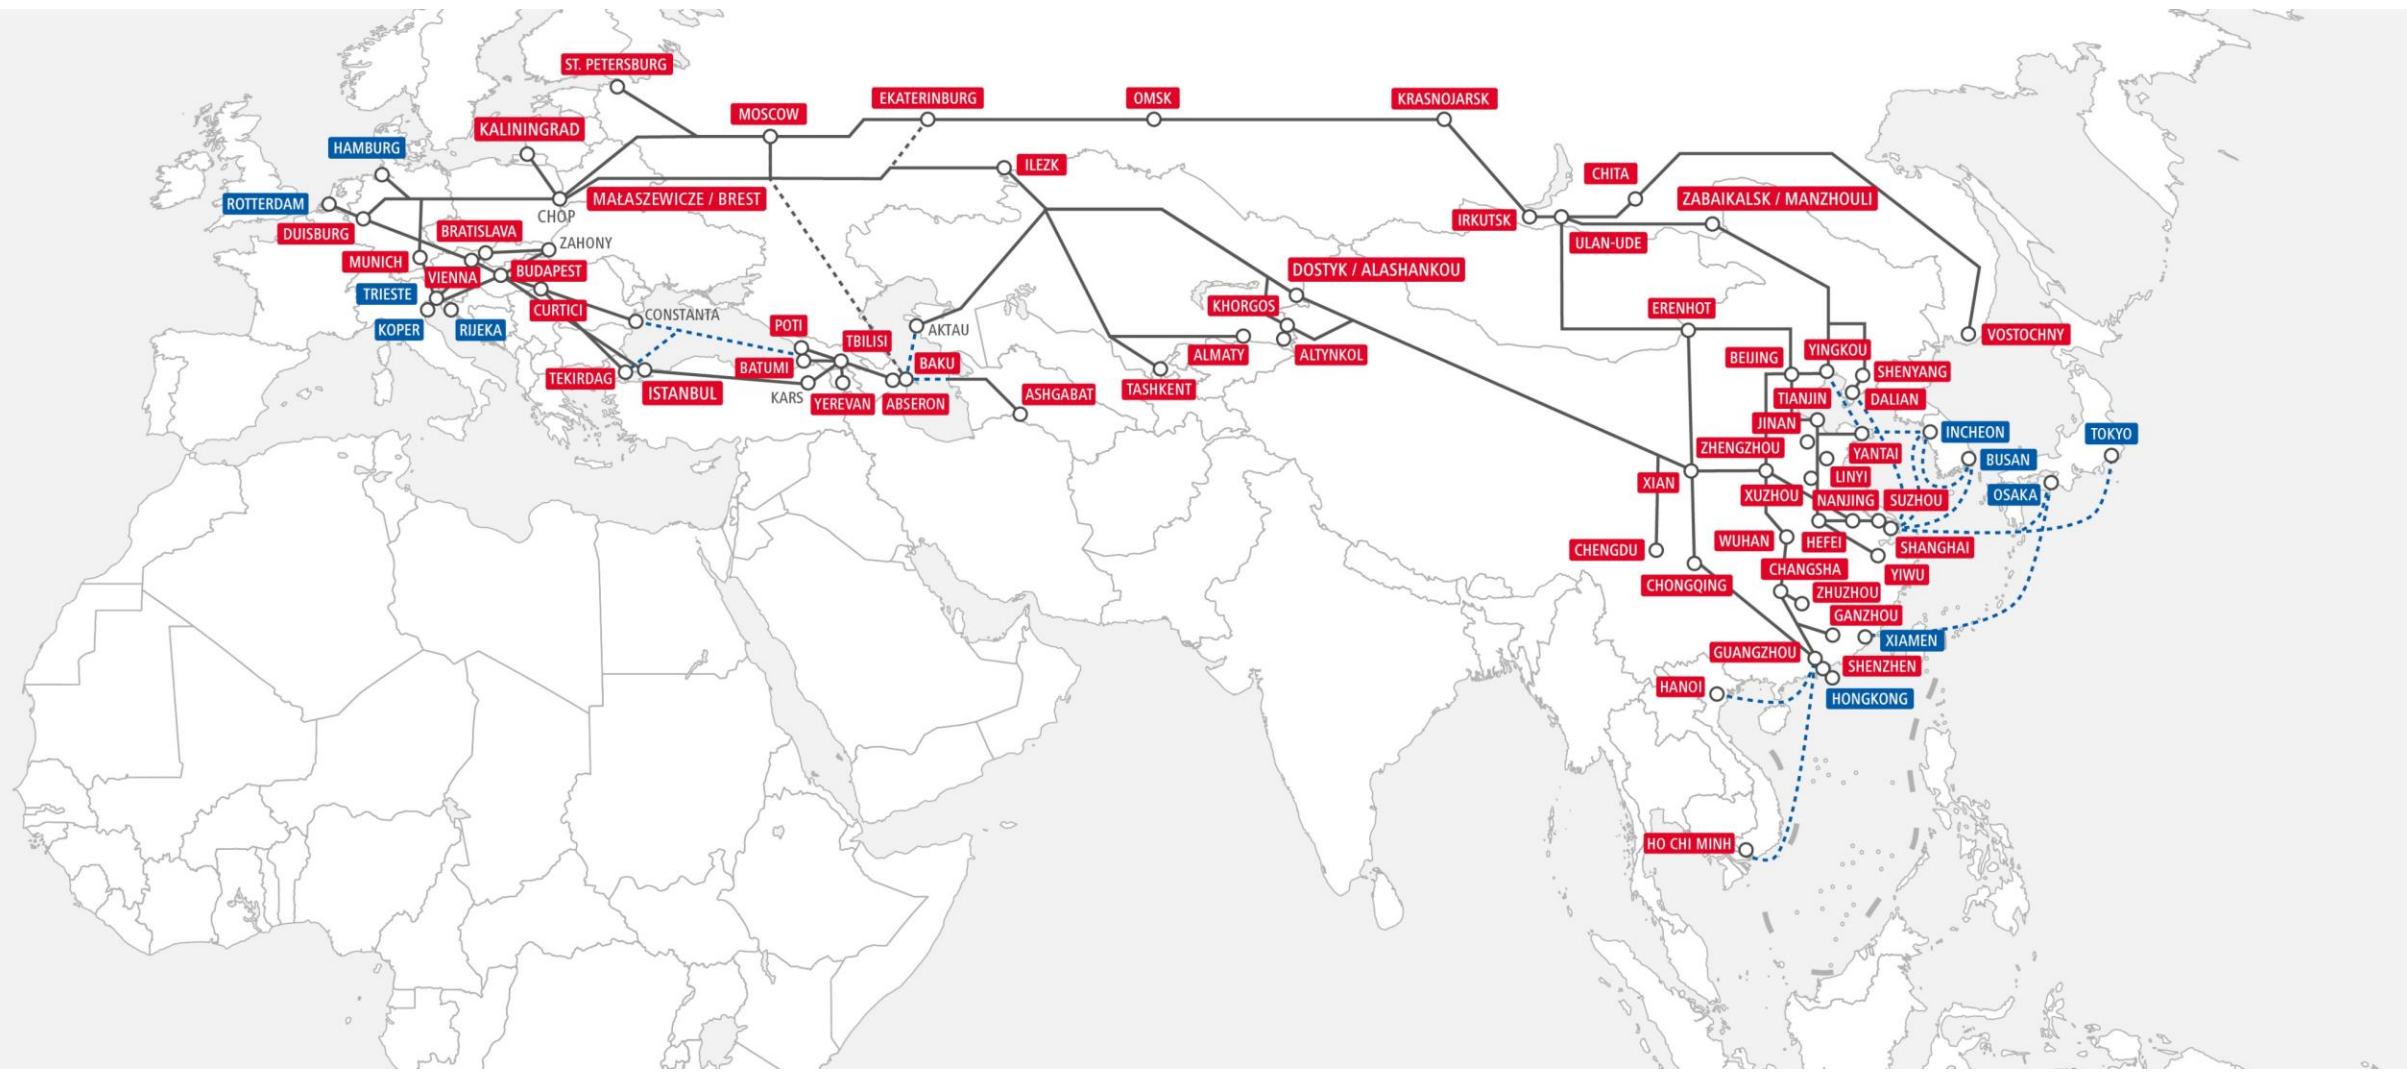 ST. PETERSBURG
MOSCOW
EKATERINBURG
OMSK
KRASNOJARSK
KALININGRAD
HAMBURG
ILEZK
CHITA
ZABAIKALSK / MANZHOULI
MAŁASZEWICZE / BREST
ROTTERDAM
CHOP
IRKUTSK
DUISBURG
BRATISLAVA
ZAHONY
ULAN-UDE
MUNICH
VIENNA
BUDAPEST
DOSTYK / ALASHANKOU
TRIESTE
CURTICI
KHORGOS
ERENHOT
KOPER
RIJEKA
CONSTANTA
POTI
TBILISI
AKTAU
VOSTOCHNY
ALMATY
ALTYNKOL
BEIJING
YINGKOU
BATUMI
BAKU
TEKIRDAG
SHENYANG
ISTANBUL
KARS
YEREVAN
ABSERON
ASHGABAT
TASHKENT
TIANJIN
DALIAN
JINAN
INCHEON
TOKYO
ZHENGZHOU
YANTAI
BUSAN
LINYI
XIAN
XUZHOU
NANJING
SUZHOU
OSAKA
CHENGDU
WUHAN
HEFEI
SHANGHAI
CHANGSHA
YIWU
CHONGQING
ZHUZHOU
GANZHOU
XIAMEN
GUANGZHOU
SHENZHEN
HANOI
HONGKONG
HO CHI MINH